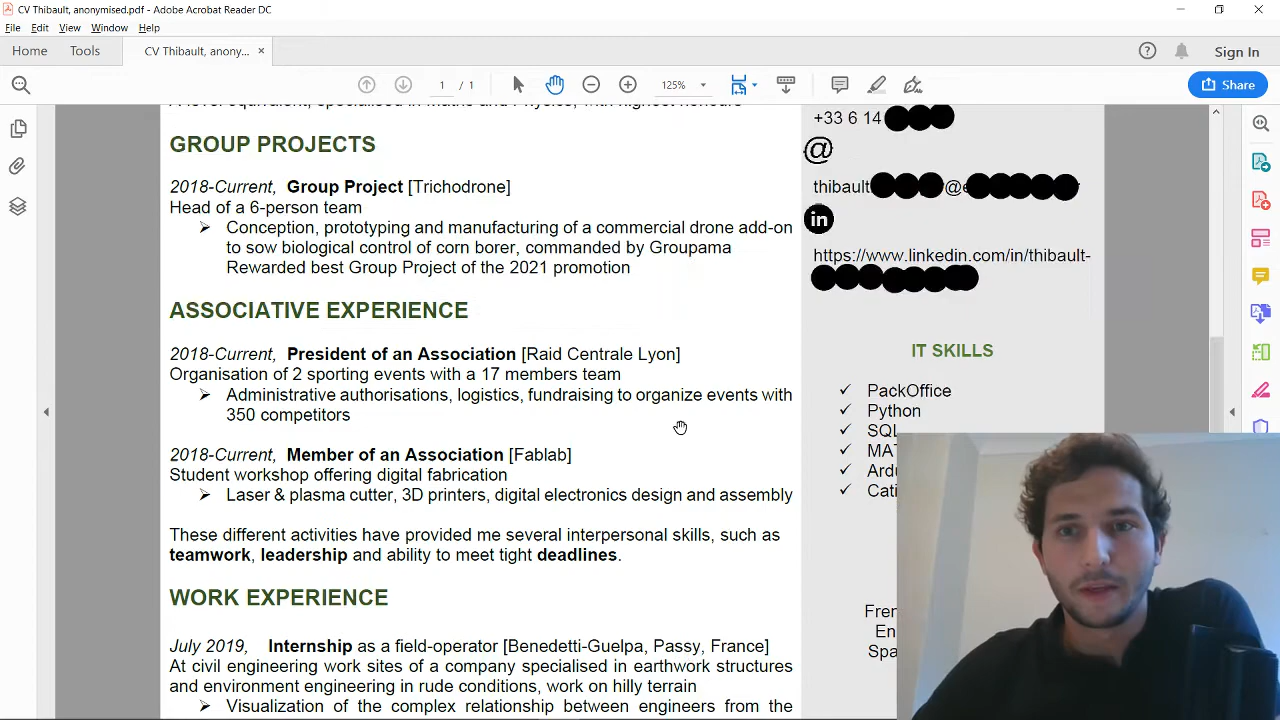 CV Thibault, anonymised.pdf - Adobe Acrobat Reader DC
File Edit View Window Help
Home Tools CV Thibault, anony... × Sign In
1 / 1 125% Share
GROUP PROJECTS
2018-Current, Group Project [Trichodrone]
Head of a 6-person team
Conception, prototyping and manufacturing of a commercial drone add-on
to sow biological control of corn borer, commanded by Groupama
Rewarded best Group Project of the 2021 promotion
ASSOCIATIVE EXPERIENCE
2018-Current, President of an Association [Raid Centrale Lyon]
Organisation of 2 sporting events with a 17 members team
Administrative authorisations, logistics, fundraising to organize events with
350 competitors
2018-Current, Member of an Association [Fablab]
Student workshop offering digital fabrication
Laser & plasma cutter, 3D printers, digital electronics design and assembly
These different activities have provided me several interpersonal skills, such as
teamwork, leadership and ability to meet tight deadlines.
WORK EXPERIENCE
July 2019, Internship as a field-operator [Benedetti-Guelpa, Passy, France]
At civil engineering work sites of a company specialised in earthwork structures
and environment engineering in rude conditions, work on hilly terrain
Visualization of the complex relationship between engineers from the
+33 6 14
@
thibault @
in
https://www.linkedin.com/in/thibault-
IT SKILLS
PackOffice
Python
SQL
MA
Ardu
Cati
Fren
En
Spa